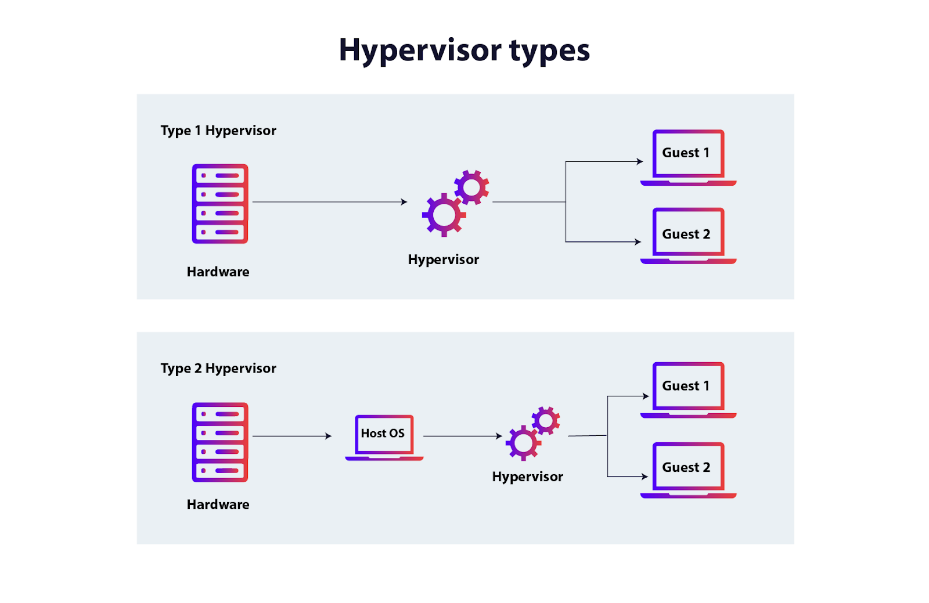 Hypervisor types
Type 1 Hypervisor
Guest 1
Guest 2
Hypervisor
Hardware
Type 2 Hypervisor
Guest 1
Host OS
Guest 2
Hypervisor
Hardware